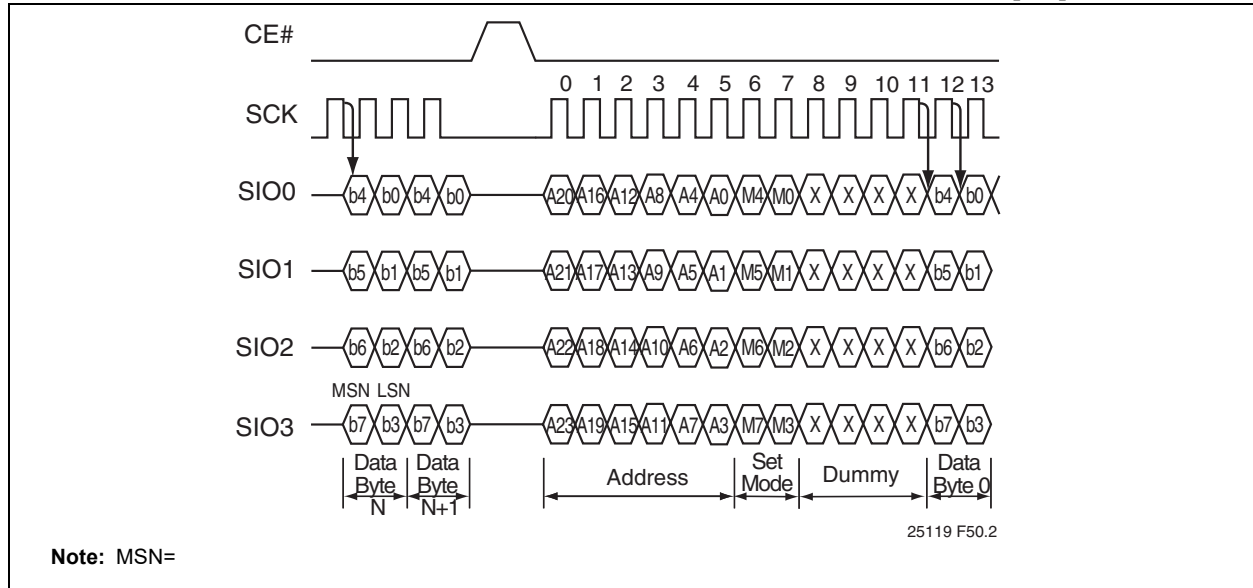 CE#
0 1 2 3 4 5 6 7 8 9 10 11 12 13
SCK
SIO0 b4 b0 b4 b0 A20 A16 A12 A8 A4 A0 M4 M0 X X X X b4 b0
SIO1 b5 b1 b5 b1 A21 A17 A13 A9 A5 A1 M5 M1 X X X X b5 b1
SIO2 b6 b2 b6 b2 A22 A18 A14 A10 A6 A2 M6 M2 X X X X b6 b2
MSN LSN
SIO3 b7 b3 b7 b3 A23 A19 A15 A11 A7 A3 M7 M3 X X X X b7 b3
Data Byte N
Data Byte N+1
Address
Set Mode
Dummy
Data Byte 0
25119 F50.2
Note: MSN=